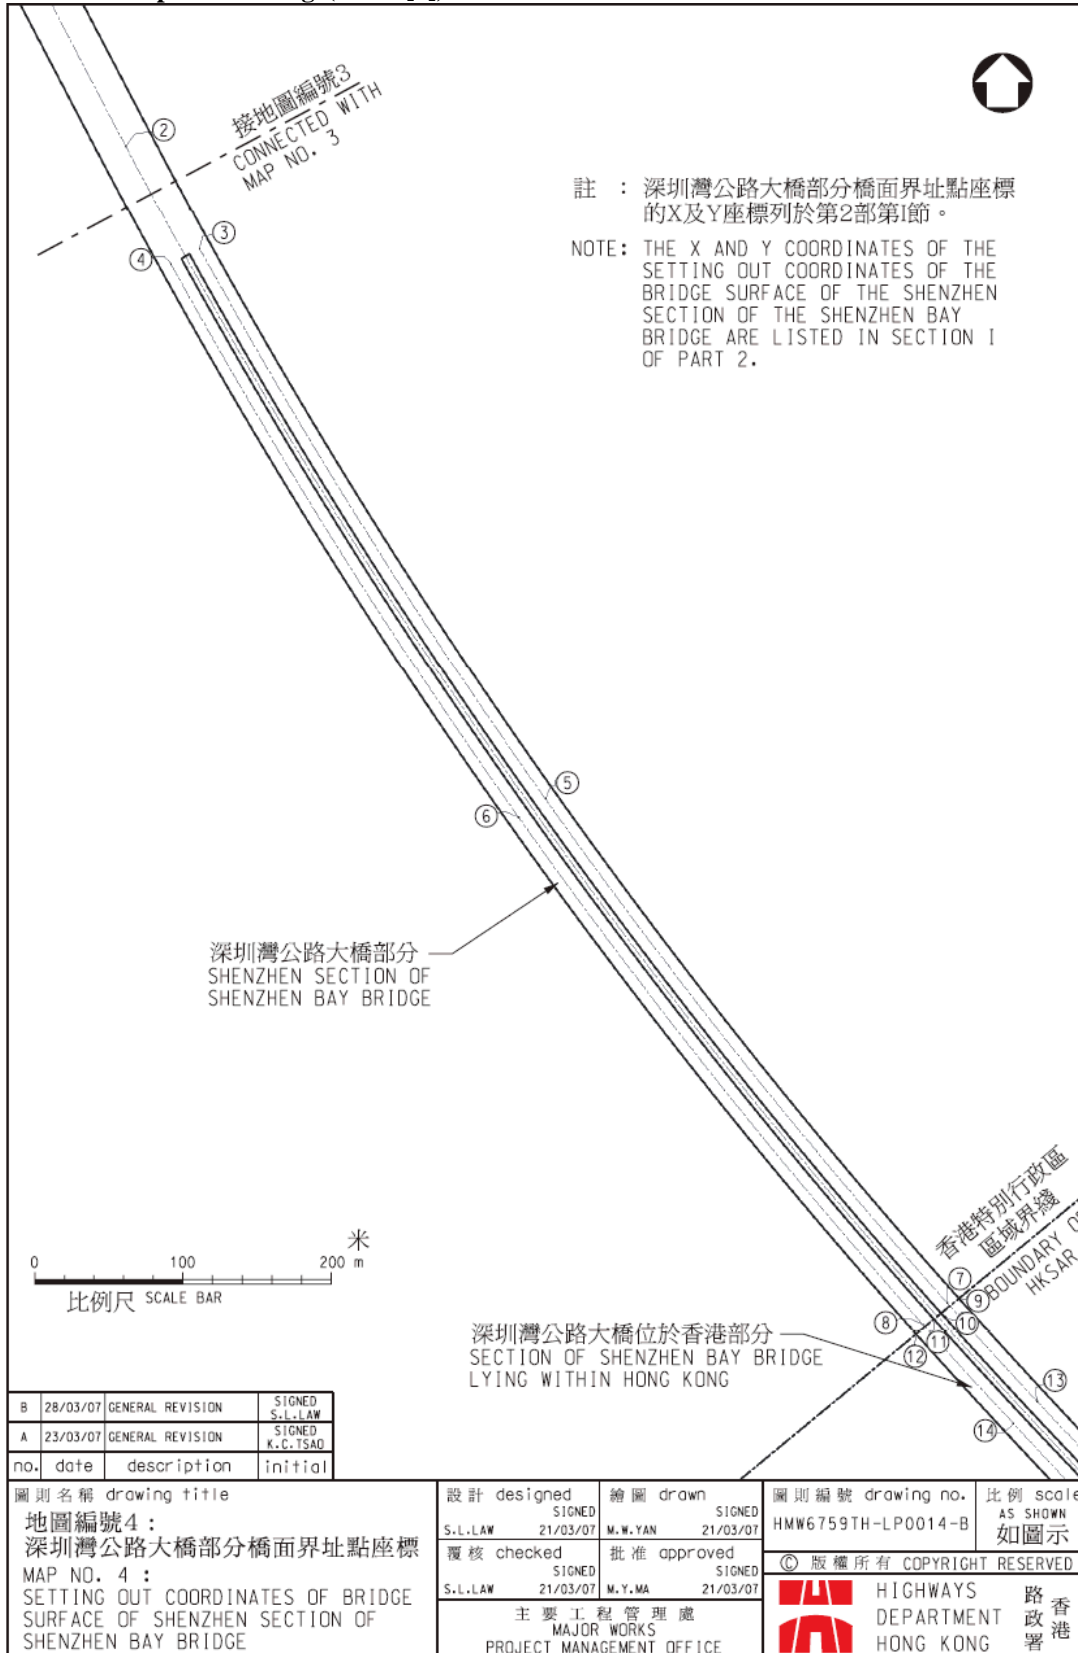 接地圖編號3
CONNECTED WITH
MAP NO. 3
②
③
④
註 : 深圳灣公路大橋部分橋面界址點座標
的X及Y座標列於第2部第I節。
NOTE: THE X AND Y COORDINATES OF THE
SETTING OUT COORDINATES OF THE
BRIDGE SURFACE OF THE SHENZHEN
SECTION OF THE SHENZHEN BAY
BRIDGE ARE LISTED IN SECTION I
OF PART 2.
⑤
⑥
深圳灣公路大橋部分
SHENZHEN SECTION OF
SHENZHEN BAY BRIDGE
香港特別行政區
區域界綫
BOUNDARY
HKSAR
⑦
⑧
⑨
⑩
⑪
⑫
⑬
⑭
米
0 100 200 m
比例尺 SCALE BAR
深圳灣公路大橋位於香港部分
SECTION OF SHENZHEN BAY BRIDGE
LYING WITHIN HONG KONG
B 28/03/07 GENERAL REVISION SIGNED S.L.LAW
A 23/03/07 GENERAL REVISION SIGNED K.C.TSAO
no. date description initial
圖則名稱 drawing title
地圖編號4：
深圳灣公路大橋部分橋面界址點座標
MAP NO. 4 :
SETTING OUT COORDINATES OF BRIDGE
SURFACE OF SHENZHEN SECTION OF
SHENZHEN BAY BRIDGE
設計 designed
SIGNED
S.L.LAW 21/03/07
繪圖 drawn
SIGNED
M.W.YAN 21/03/07
覆核 checked
SIGNED
S.L.LAW 21/03/07
批准 approved
SIGNED
M.Y.MA 21/03/07
主要工程管理處
MAJOR WORKS
PROJECT MANAGEMENT OFFICE
圖則編號 drawing no.
HMW6759TH-LP0014-B
比例 scale
AS SHOWN
如圖示
© 版權所有 COPYRIGHT RESERVED
HIGHWAYS
DEPARTMENT
HONG KONG
香港
路政署